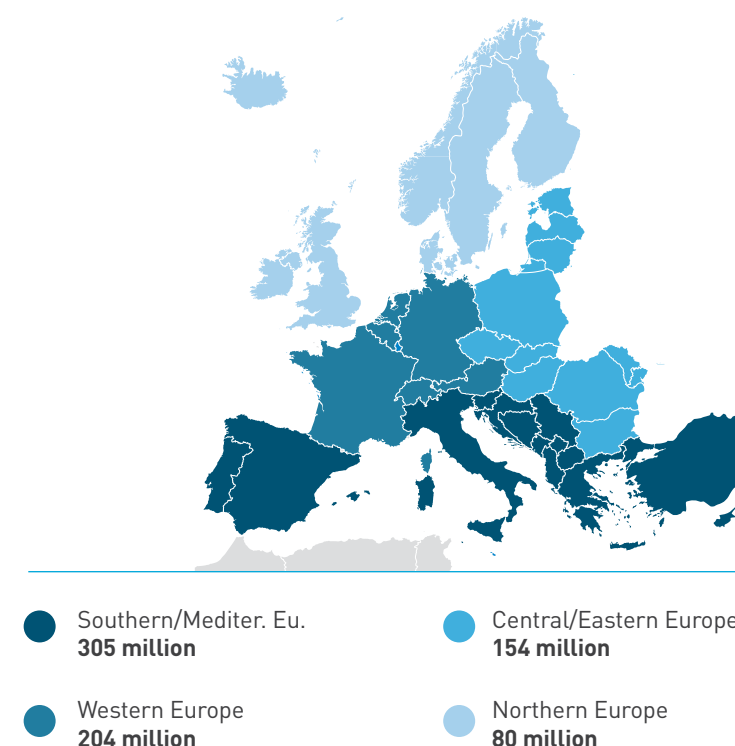 Southern/Mediter. Eu.
305 million
Central/Eastern Europe
154 million
Western Europe
204 million
Northern Europe
80 million